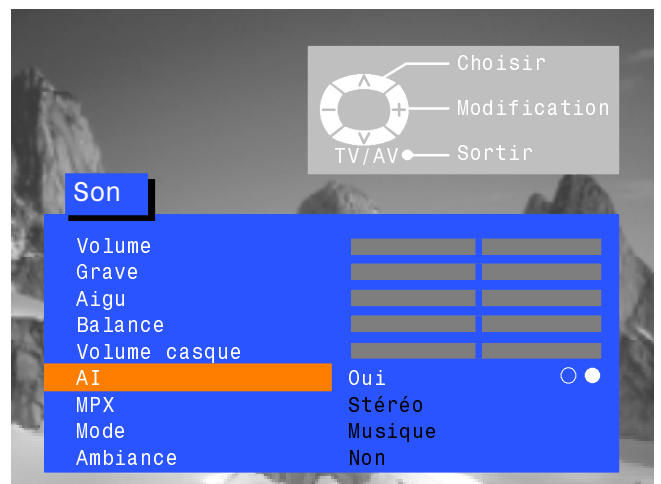 Choisir
Modification
TV/AV Sortir
Son
Volume
Grave
Aigu
Balance
Volume casque
AI Oui
MPX Stéréo
Mode Musique
Ambiance Non